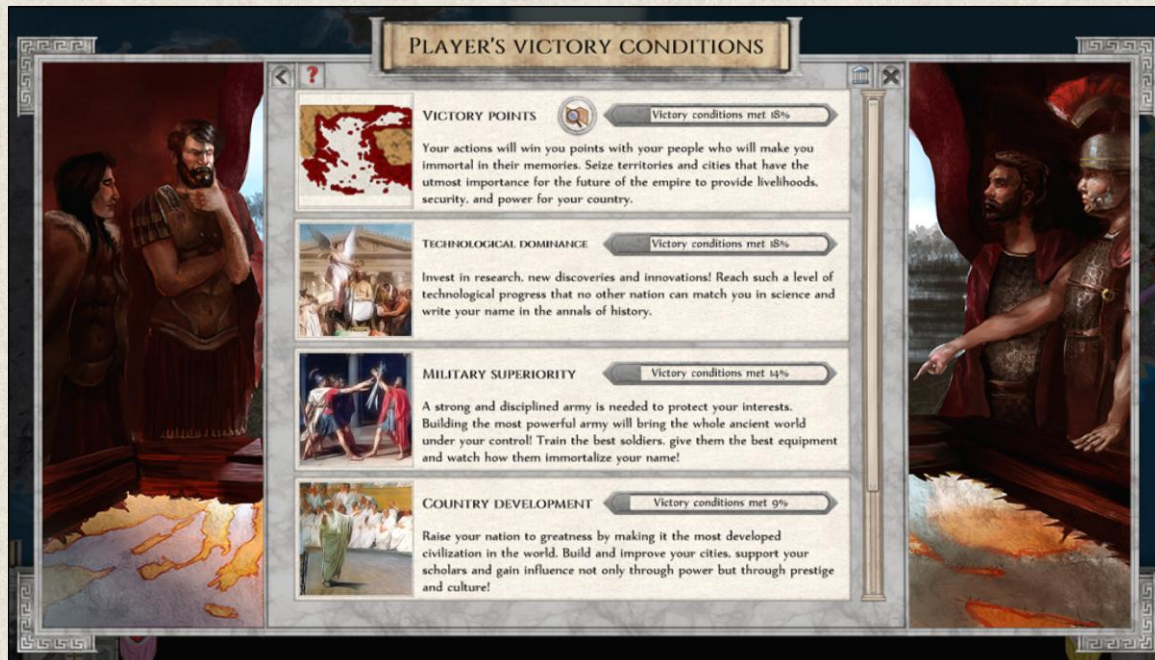 PLAYER'S VICTORY CONDITIONS
?
VICTORY POINTS
Victory conditions met 18%
Your actions will win you points with your people who will make you
immortal in their memories. Seize territories and cities that have the
utmost importance for the future of the empire to provide livelihoods,
security, and power for your country.
TECHNOLOGICAL DOMINANCE
Victory conditions met 18%
Invest in research, new discoveries and innovations! Reach such a level of
technological progress that no other nation can match you in science and
write your name in the annals of history.
MILITARY SUPERIORITY
Victory conditions met 14%
A strong and disciplined army is needed to protect your interests.
Building the most powerful army will bring the whole ancient world
under your control! Train the best soldiers, give them the best equipment
and watch how them immortalize your name!
COUNTRY DEVELOPMENT
Victory conditions met 9%
Raise your nation to greatness by making it the most developed
civilization in the world. Build and improve your cities, support your
scholars and gain influence not only through power but through prestige
and culture!